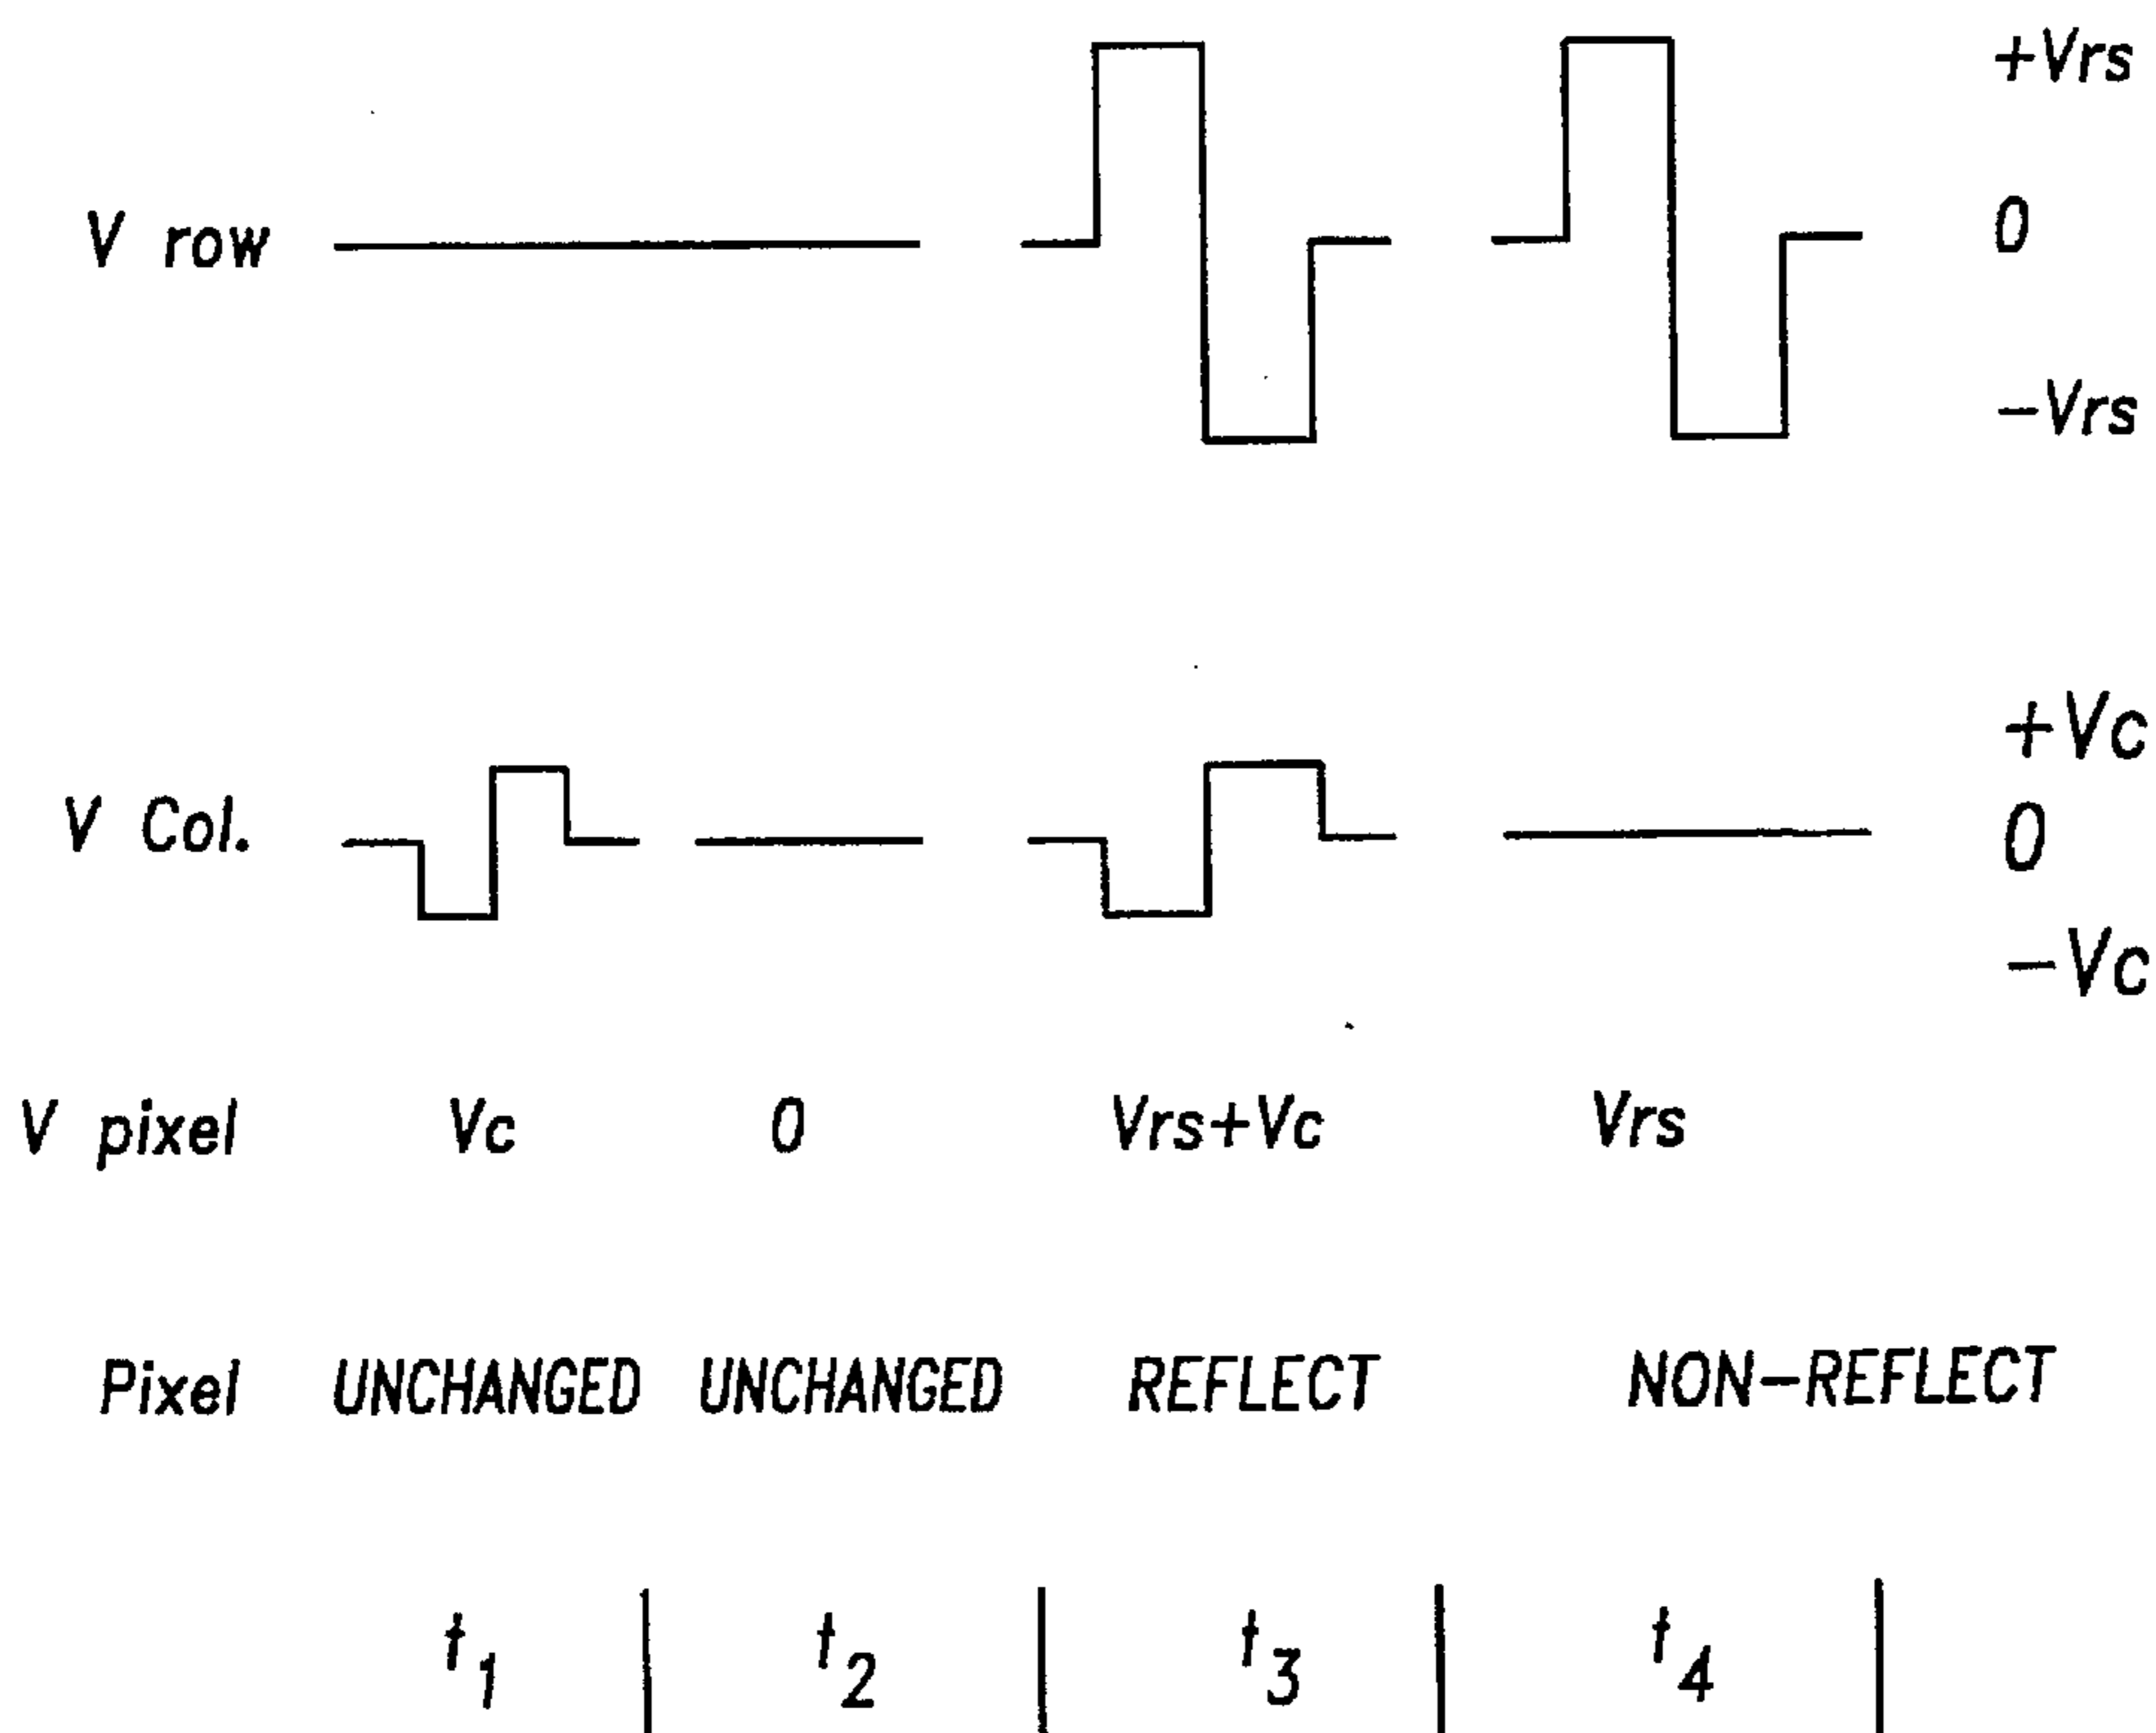 +Vrs
V row 0
-Vrs
+Vc
V Col. 0
-Vc
V pixel Vc 0 Vrs+Vc Vrs
Pixel UNCHANGED UNCHANGED REFLECT NON-REFLECT
t1 t2 t3 t4